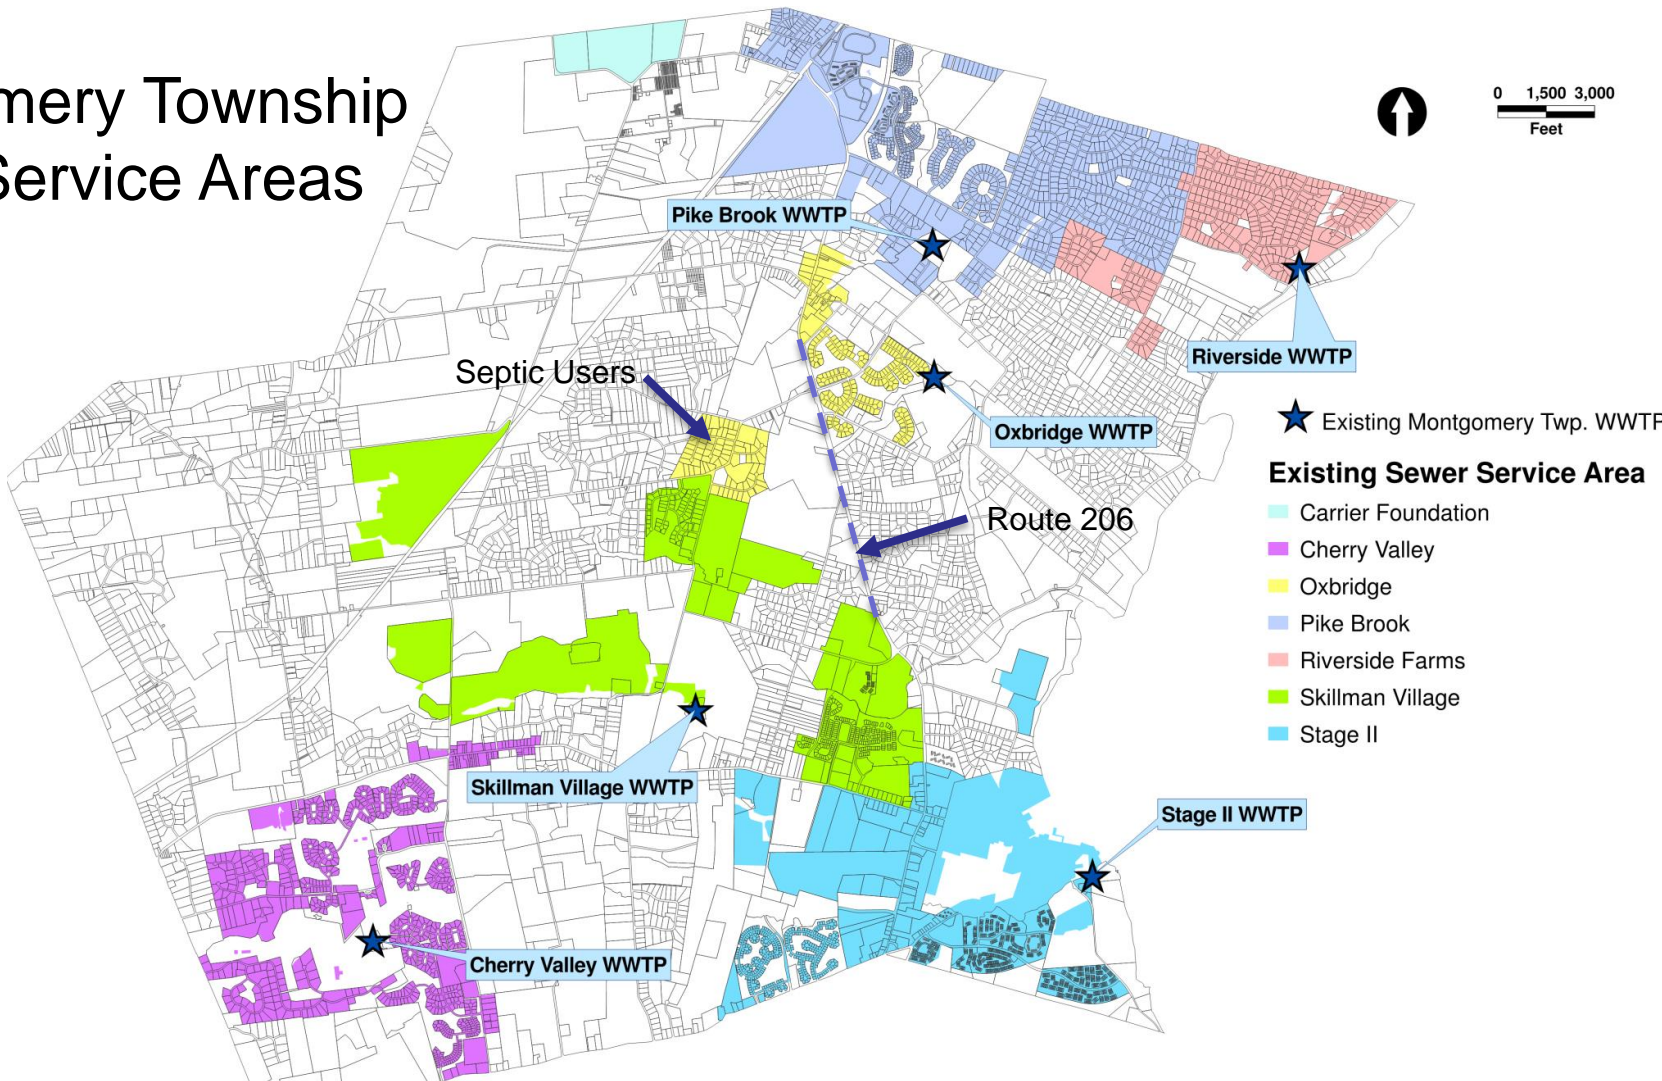 mery Township
Service Areas
0 1,500 3,000
Feet
Pike Brook WWTP
Riverside WWTP
Septic Users
Oxbridge WWTP
Existing Montgomery Twp. WWTP
Existing Sewer Service Area
Carrier Foundation
Cherry Valley
Oxbridge
Pike Brook
Riverside Farms
Skillman Village
Stage II
Route 206
Skillman Village WWTP
Stage II WWTP
Cherry Valley WWTP